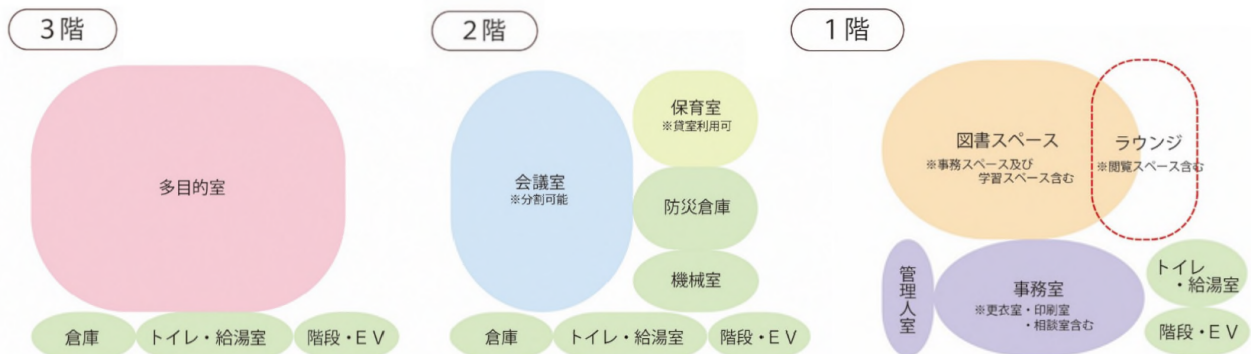 3階
多目的室
倉庫
トイレ・給湯室
階段・EV
2階
会議室
※分割可能
保育室
※貸室利用可
防災倉庫
機械室
倉庫
トイレ・給湯室
階段・EV
1階
図書スペース
※事務スペース及び
学習スペース含む
ラウンジ
※閲覧スペース含む
管理人室
事務室
※更衣室・印刷室
・相談室含む
トイレ
・給湯室
階段・EV